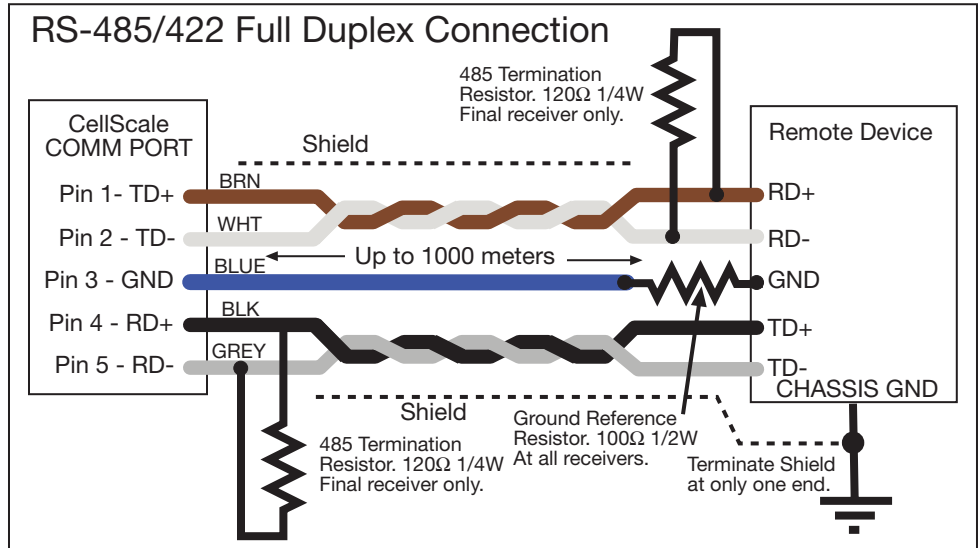 RS-485/422 Full Duplex Connection
485 Termination
Resistor. 120Ω 1/4W
Final receiver only.
CellScale
COMM PORT
Shield
Remote Device
Pin 1- TD+
BRN
RD+
Pin 2 - TD-
WHT
RD-
Up to 1000 meters
Pin 3 - GND
BLUE
GND
Pin 4 - RD+
BLK
TD+
Pin 5 - RD-
GREY
TD-
CHASSIS GND
Shield
485 Termination
Resistor. 120Ω 1/4W
Final receiver only.
Ground Reference
Resistor. 100Ω 1/2W
At all receivers.
Terminate Shield
at only one end.